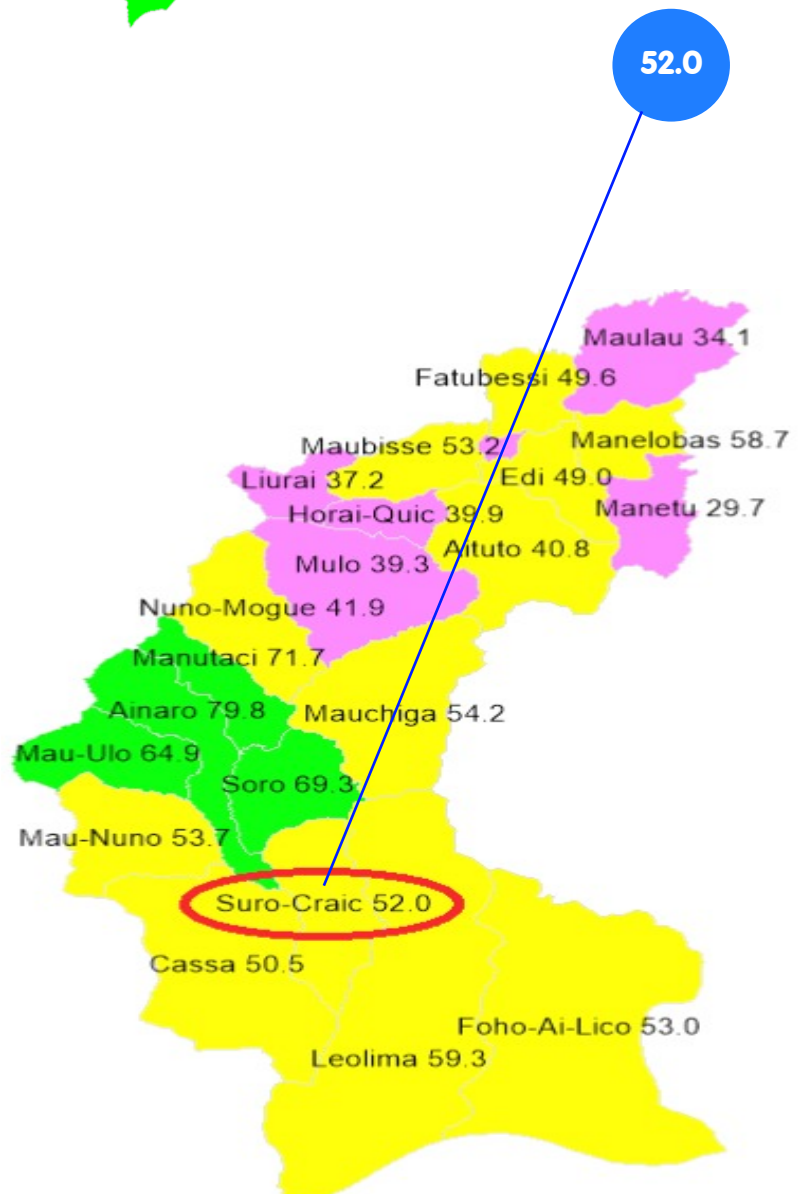 52.0
Maulau 34.1
Fatubessi 49.6
Manelobas 58.7
Maubisse 53.2
Edi 49.0
Liurai 37.2
Manetu 29.7
Horai-Quic 39.9
Aituto 40.8
Mulo 39.3
Nuno-Mogue 41.9
Manutaci 71.7
Ainaro 79.8
Mauchiga 54.2
Mau-Ulo 64.9
Soro 69.3
Mau-Nuno 53.7
Suro-Craic 52.0
Cassa 50.5
Foho-Ai-Lico 53.0
Leolima 59.3